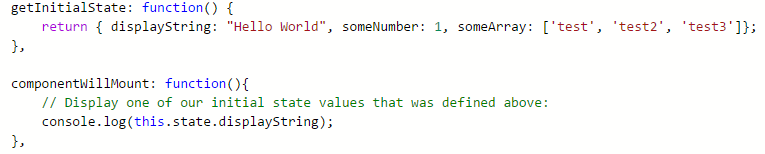 getInitialState: function() {
    return { displayString: "Hello World", someNumber: 1, someArray: ['test', 'test2', 'test3']};
},

componentWillMount: function(){
    // Display one of our initial state values that was defined above:
    console.log(this.state.displayString);
},